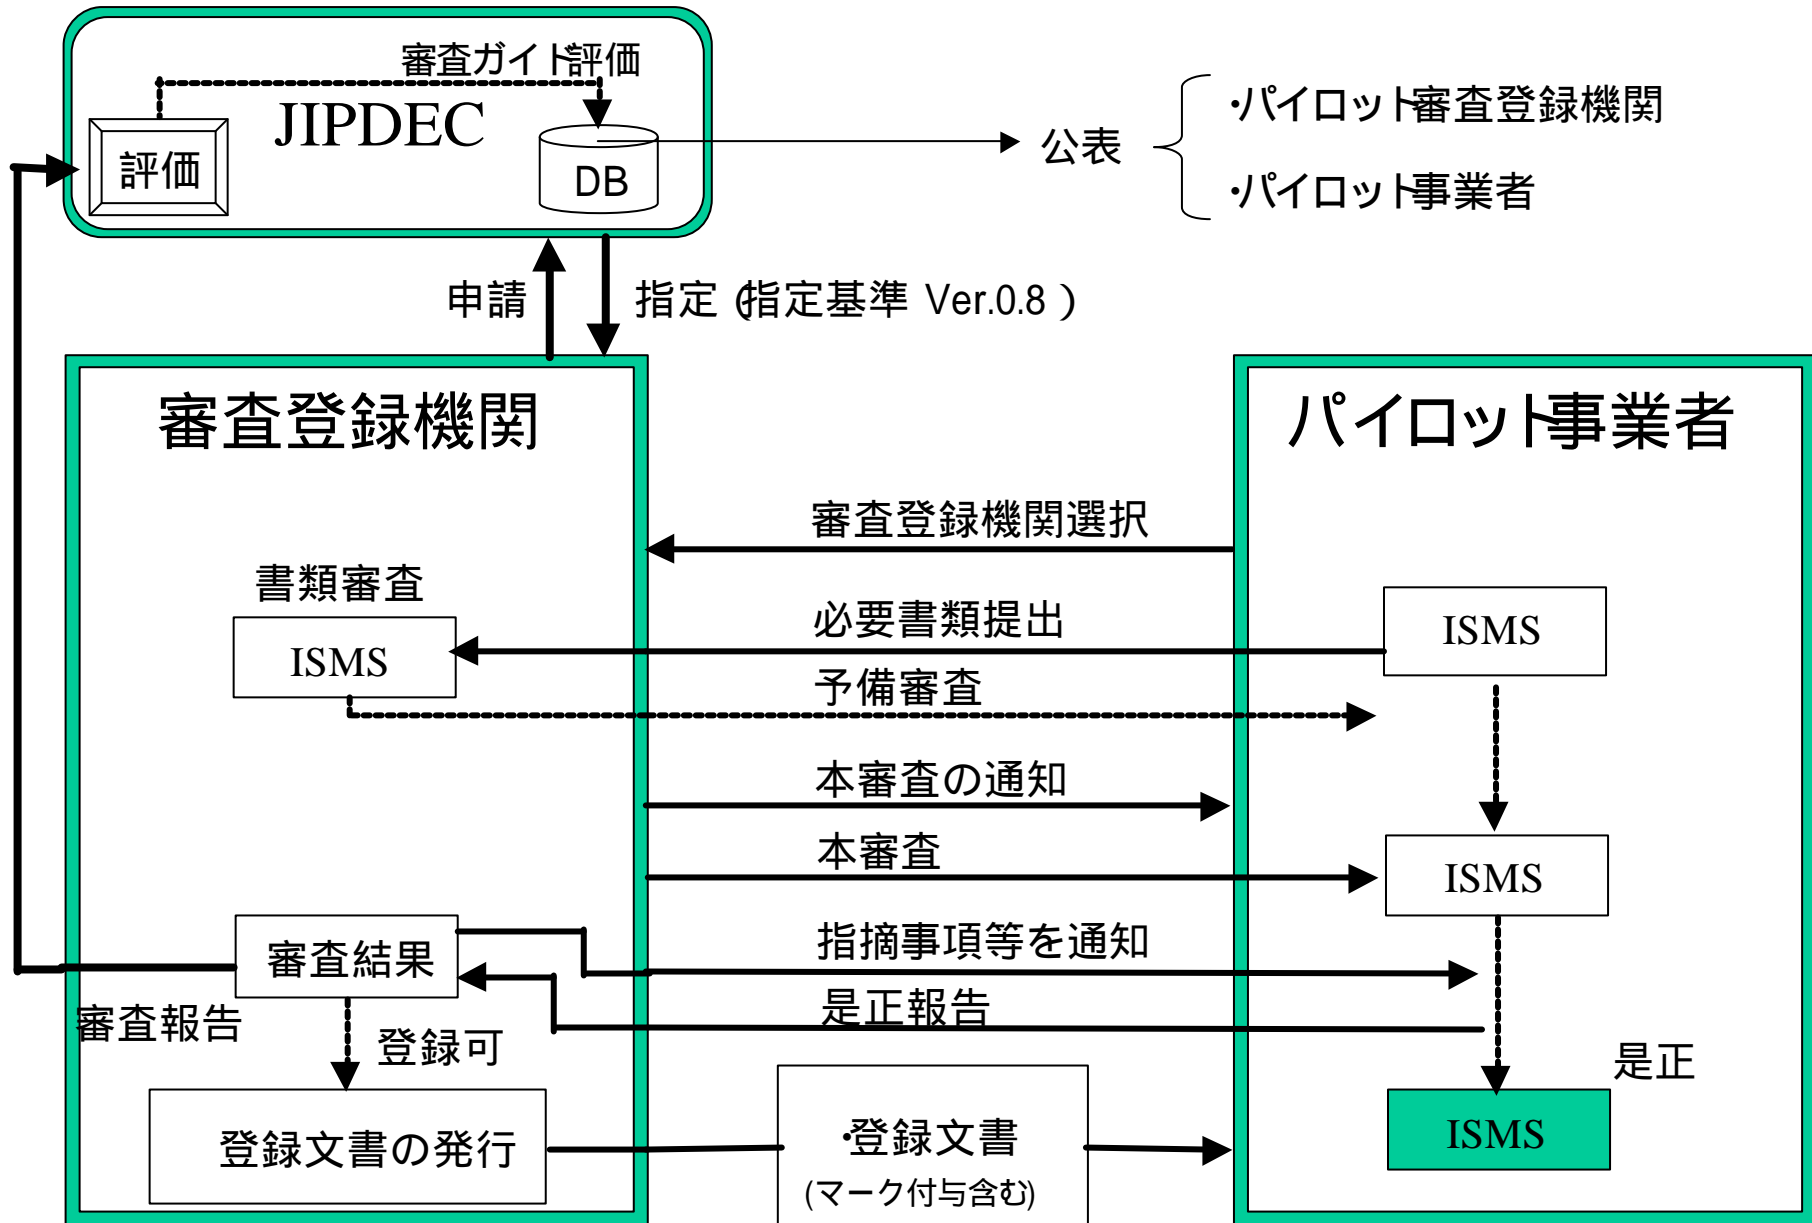 審査ガイド評価
JIPDEC
評価
DB
公表
・パイロット審査登録機関
・パイロット事業者
申請
指定（指定基準 Ver.0.8 ）
審査登録機関
パイロット事業者
審査登録機関選択
書類審査
ISMS
必要書類提出
ISMS
予備審査
本審査の通知
本審査
ISMS
審査結果
指摘事項等を通知
是正報告
審査報告
登録可
是正
登録文書の発行
・登録文書
(マーク付与含む)
ISMS